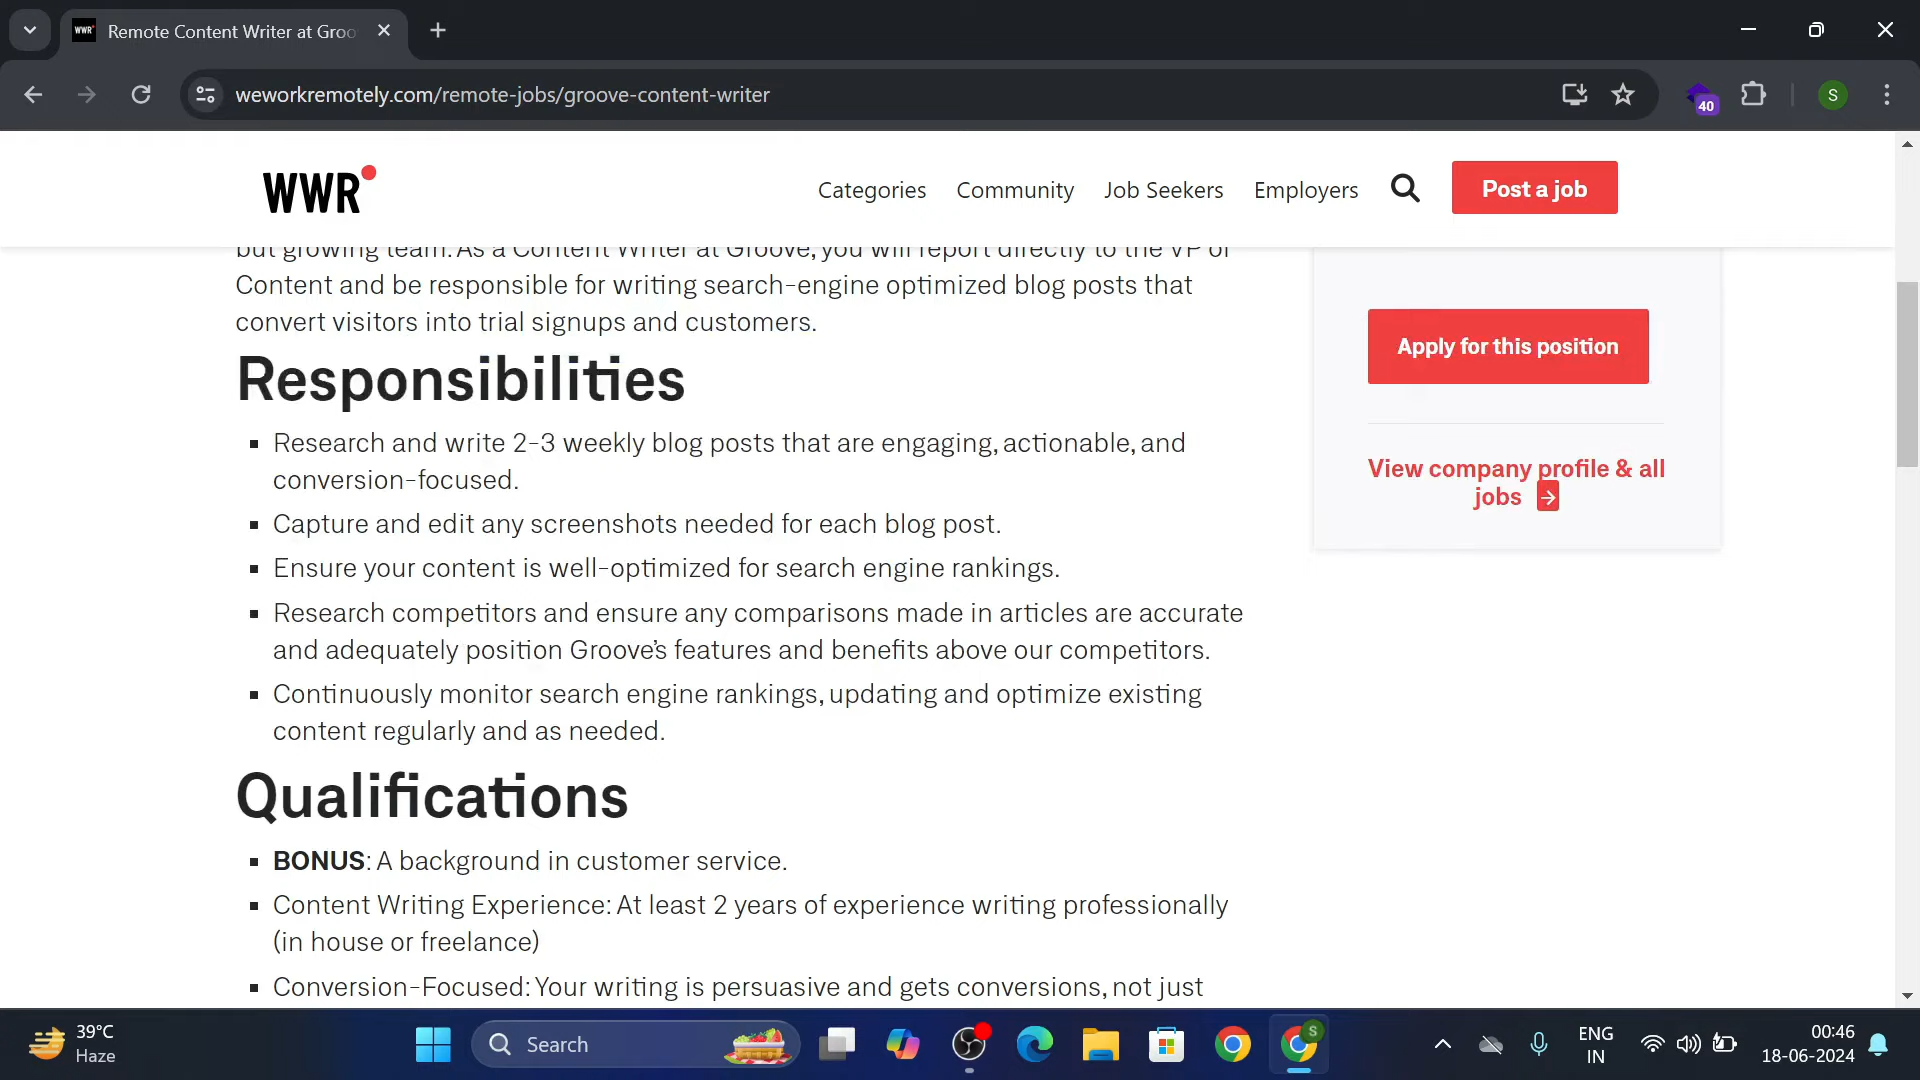 WWR Remote Content Writer at Groo
weworkremotely.com/remote-jobs/groove-content-writer
40
S
WWR
Categories
Community
Job Seekers
Employers
Post a job
but growing team. As a Content Writer at Groove, you will report directly to the VP of
Content and be responsible for writing search-engine optimized blog posts that
convert visitors into trial signups and customers.
Responsibilities
Research and write 2-3 weekly blog posts that are engaging, actionable, and
conversion-focused.
Capture and edit any screenshots needed for each blog post.
Ensure your content is well-optimized for search engine rankings.
Research competitors and ensure any comparisons made in articles are accurate
and adequately position Groove's features and benefits above our competitors.
Continuously monitor search engine rankings, updating and optimize existing
content regularly and as needed.
Qualifications
BONUS: A background in customer service.
Content Writing Experience: At least 2 years of experience writing professionally
(in house or freelance)
Conversion-Focused: Your writing is persuasive and gets conversions, not just
Apply for this position
View company profile & all
jobs
39°C
Haze
Search
S
ENG
IN
00:46
18-06-2024